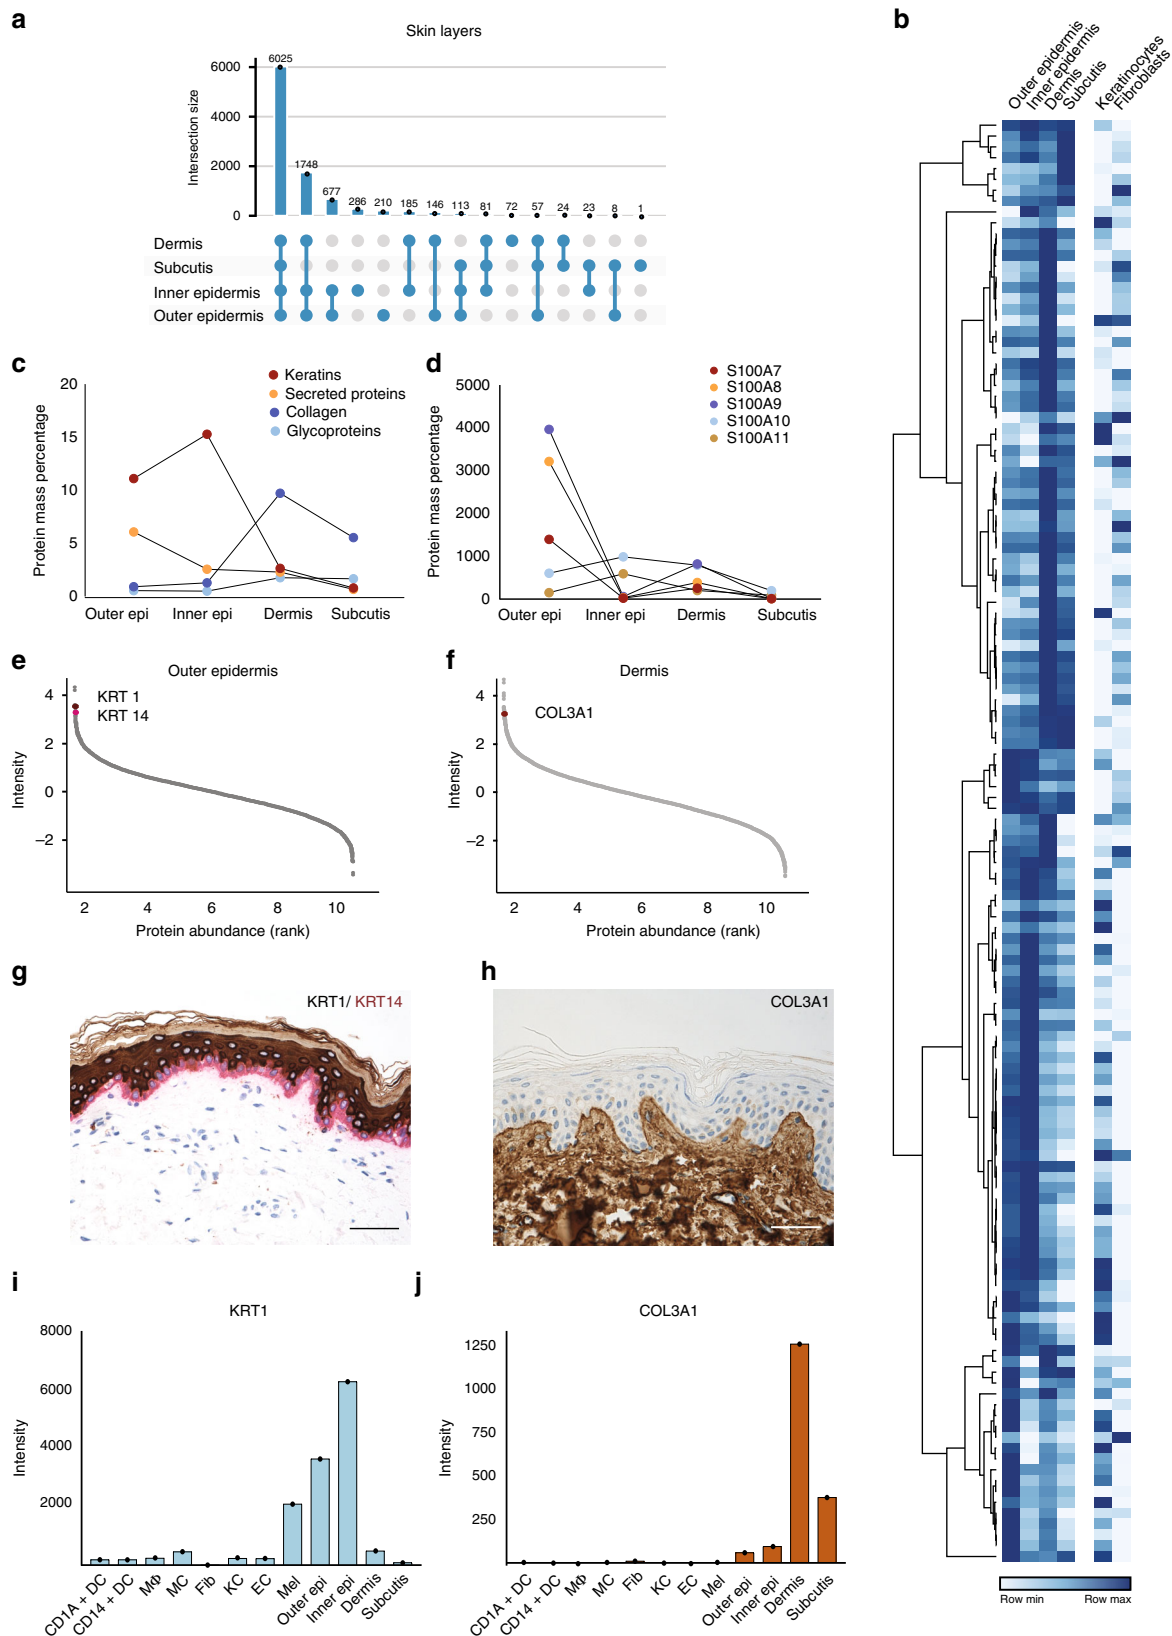 a
Skin layers
Intersection size
6000
4000
2000
0
6025
1748
677
286
210
185
146
113
81
72
57
24
23
8
1
Dermis
Subcutis
Inner epidermis
Outer epidermis
b
Outer epidermis
Inner epidermis
Dermis
Subcutis
Keratinocytes
Fibroblasts
Row min
Row max
c
Protein mass percentage
20
15
10
5
0
Keratins
Secreted proteins
Collagen
Glycoproteins
Outer epi
Inner epi
Dermis
Subcutis
d
Protein mass percentage
5000
4000
3000
2000
1000
0
S100A7
S100A8
S100A9
S100A10
S100A11
Outer epi
Inner epi
Dermis
Subcutis
e
Outer epidermis
Intensity
4
2
0
−2
KRT 1
KRT 14
2
4
6
8
10
Protein abundance (rank)
f
Dermis
Intensity
4
2
0
−2
COL3A1
2
4
6
8
10
Protein abundance (rank)
g
KRT1/ KRT14
h
COL3A1
i
KRT1
Intensity
8000
6000
4000
2000
CD1A + DC
CD14 + DC
MΦ
MC
Fib
KC
EC
Mel
Outer epi
Inner epi
Dermis
Subcutis
j
COL3A1
Intensity
1250
1000
750
500
250
CD1A + DC
CD14 + DC
MΦ
MC
Fib
KC
EC
Mel
Outer epi
Inner epi
Dermis
Subcutis